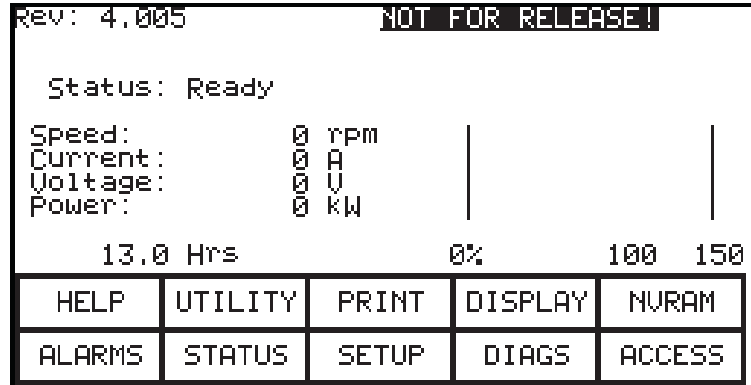 Rev: 4.005 NOT FOR RELEASE!
Status: Ready
Speed: 0 rpm
Current: 0 A
Voltage: 0 V
Power: 0 kW
13.0 Hrs 0% 100 150
HELP UTILITY PRINT DISPLAY NVRAM
ALARMS STATUS SETUP DIAGS ACCESS